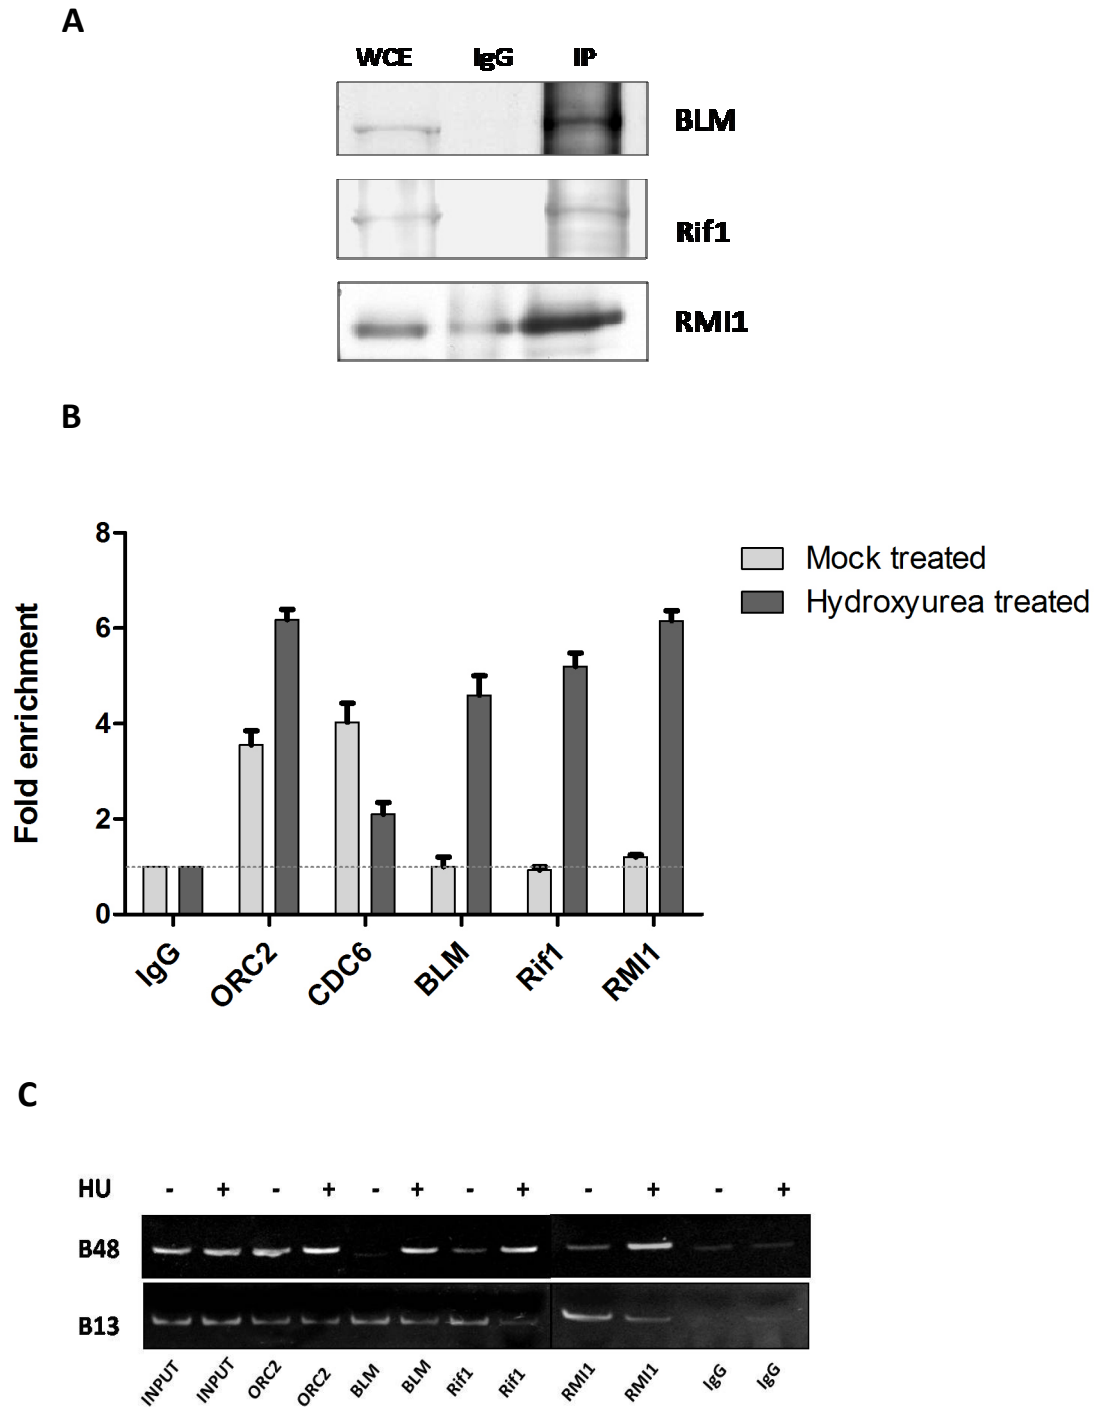 A
WCE IgG IP
BLM
Rif1
RMI1
B
8
6
4
2
0
Fold enrichment
Mock treated
Hydroxyurea treated
IgG ORC2 CDC6 BLM Rif1 RMI1
C
HU - + - + - + - + - + - +
B48
B13
INPUT INPUT ORC2 ORC2 BLM BLM Rif1 Rif1 RMI1 RMI1 IgG IgG